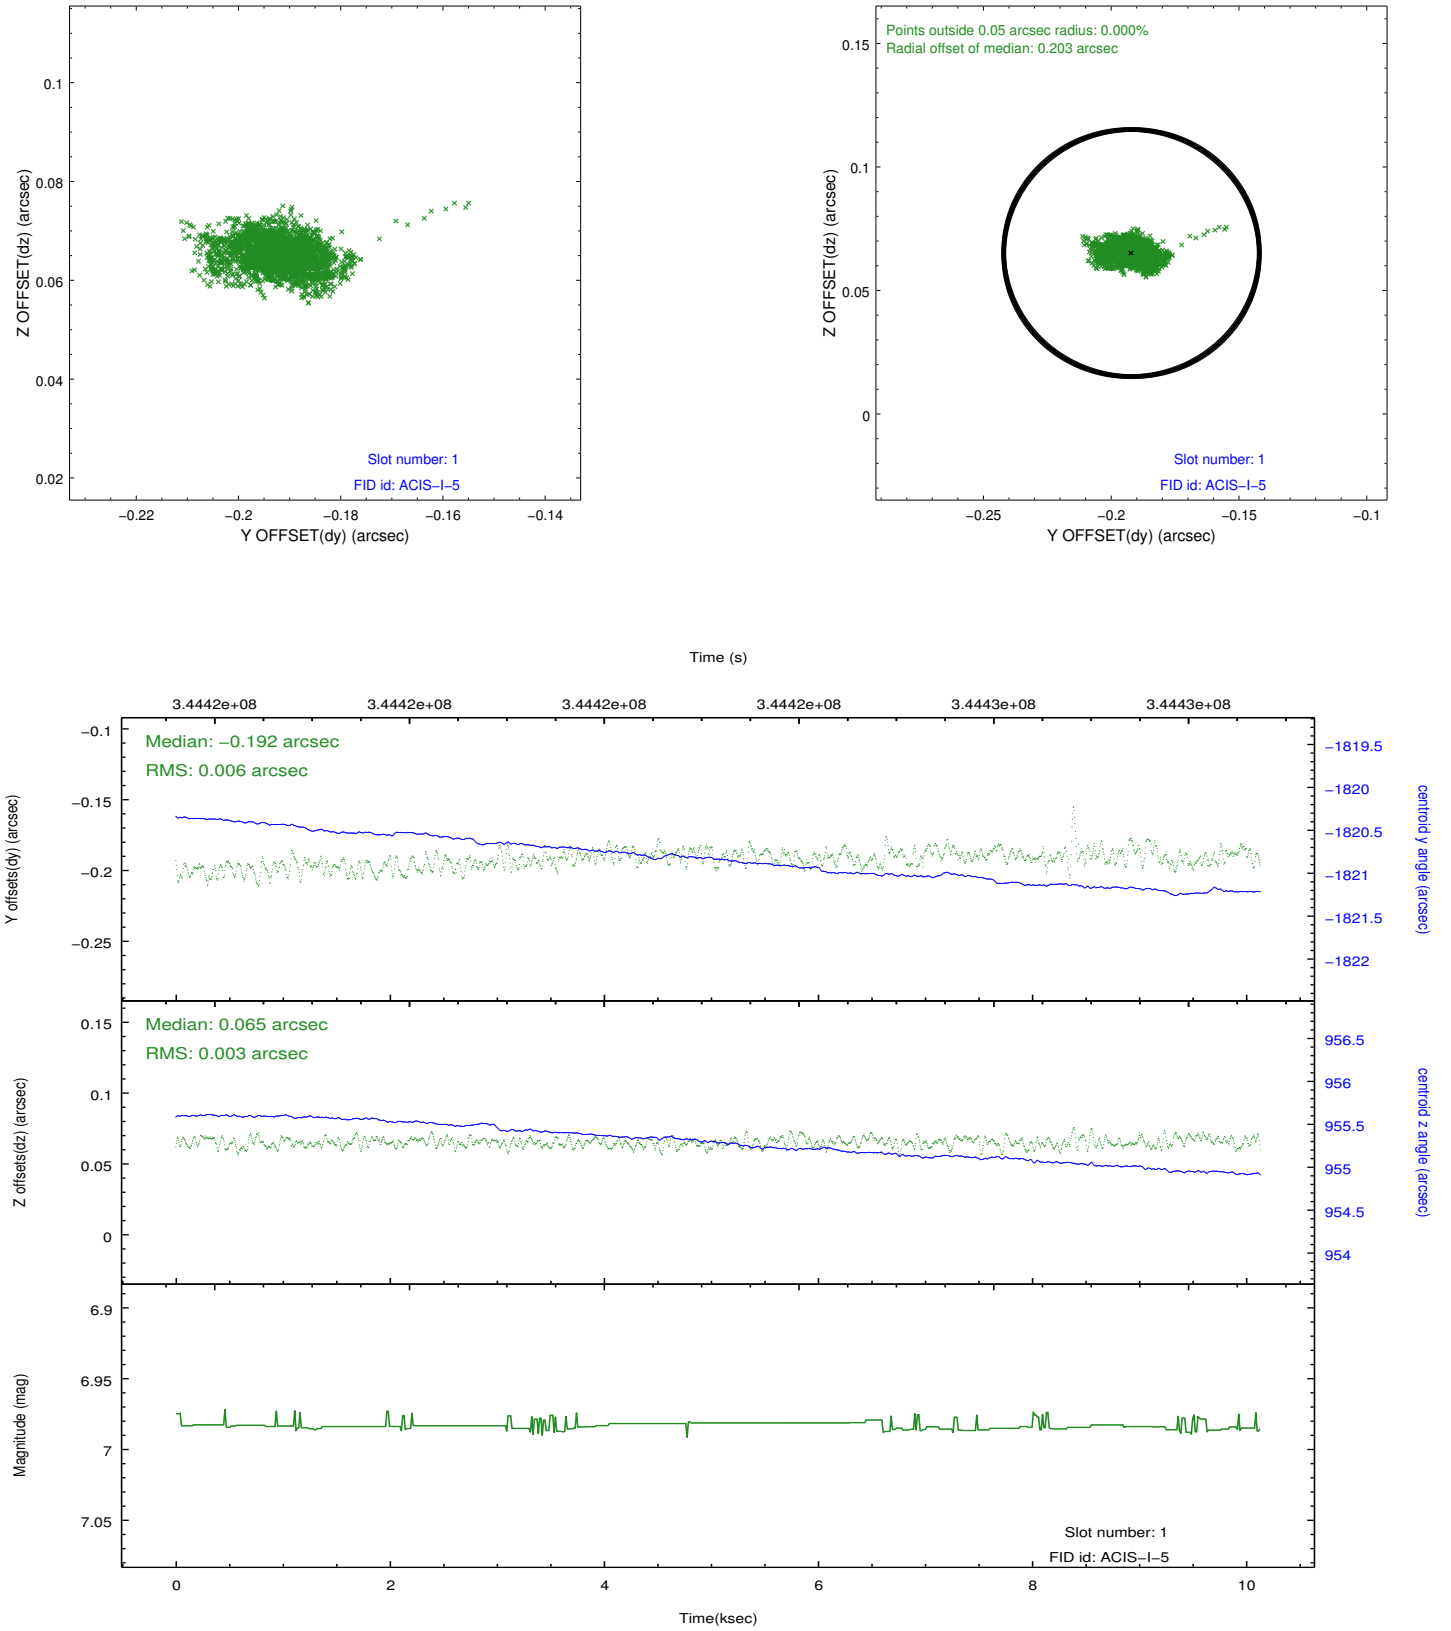 0.1
0.08
0.06
0.04
0.02
Z OFFSET(dz) (arcsec)
Slot number: 1
FID id: ACIS−I−5
−0.22
−0.2
−0.18
−0.16
−0.14
Y OFFSET(dy) (arcsec)
Points outside 0.05 arcsec radius: 0.000%
Radial offset of median: 0.203 arcsec
0.15
0.1
0.05
0
Z OFFSET(dz) (arcsec)
Slot number: 1
FID id: ACIS−I−5
−0.25
−0.2
−0.15
−0.1
Y OFFSET(dy) (arcsec)
Time (s)
3.4442e+08
3.4442e+08
3.4442e+08
3.4442e+08
3.4443e+08
3.4443e+08
−0.1
−0.15
−0.2
−0.25
Y offsets(dy) (arcsec)
Median: −0.192 arcsec
RMS: 0.006 arcsec
−1819.5
−1820
−1820.5
−1821
−1821.5
−1822
centroid y angle (arcsec)
0.15
0.1
0.05
0
Z offsets(dz) (arcsec)
Median: 0.065 arcsec
RMS: 0.003 arcsec
956.5
956
955.5
955
954.5
954
centroid z angle (arcsec)
6.9
6.95
7
7.05
Magnitude (mag)
Slot number: 1
FID id: ACIS−I−5
0
2
4
6
8
10
Time(ksec)